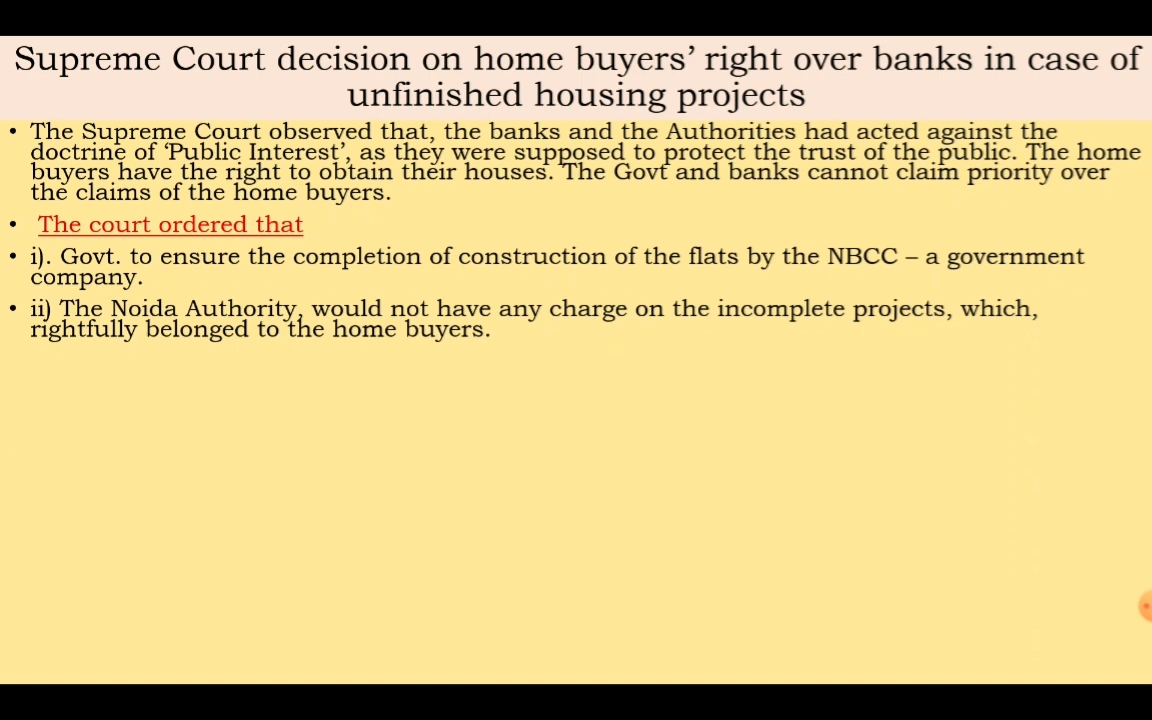 Supreme Court decision on home buyers’ right over banks in case of
unfinished housing projects
• The Supreme Court observed that, the banks and the Authorities had acted against the
doctrine of ‘Public Interest’, as they were supposed to protect the trust of the public. The home
buyers have the right to obtain their houses. The Govt and banks cannot claim priority over
the claims of the home buyers.
• The court ordered that
• i). Govt. to ensure the completion of construction of the flats by the NBCC – a government
company.
• ii) The Noida Authority, would not have any charge on the incomplete projects, which,
rightfully belonged to the home buyers.